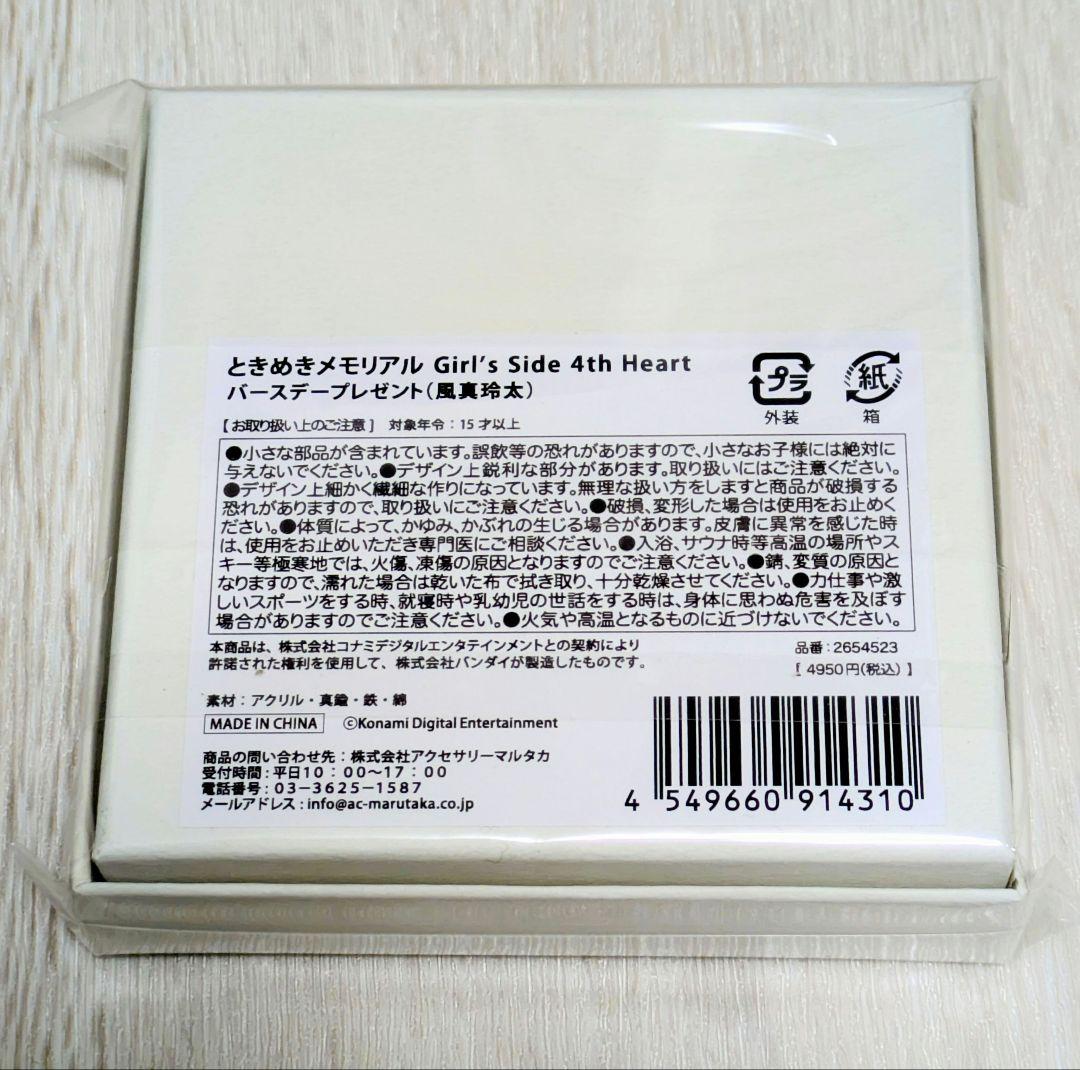 ときめきメモリアル Girl's Side 4th Heart
バースデープレゼント(風真玲太)
プラ
外装
紙
箱
[お取り扱い上のご注意] 対象年令:15才以上
●小さな部品が含まれています。誤飲等の恐れがありますので、小さなお子様には絶対に
与えないでください。●デザイン上鋭利な部分があります。取り扱いにはご注意ください。
●デザイン上細かく繊細な作りになっています。無理な扱い方をしますと商品が破損する
恐れがありますので、取り扱いにご注意ください。●破損、変形した場合は使用をお止めく
ださい。●体質によって、かゆみ、かぶれの生じる場合があります。皮膚に異常を感じた時
は、使用をお止めいただき専門医にご相談ください。●入浴、サウナ時等高温の場所やス
キー等極寒地では、火傷、凍傷の原因となりますのでご注意ください。●錆、変質の原因と
なりますので、濡れた場合は乾いた布で拭き取り、十分乾燥させてください。●力仕事や激
しいスポーツをする時、就寝時や乳幼児の世話をする時は、身体に思わぬ危害を及ぼす
場合がありますのでご注意ください。●火気や高温となるものに近づけないでください。
本商品は、株式会社コナミデジタルエンタテインメントとの契約により
許諾された権利を使用して、株式会社バンダイが製造したものです。
品番:2654523
[4950円(税込)]
素材:アクリル・真鍮・鉄・綿
MADE IN CHINA ©Konami Digital Entertainment
商品の問い合わせ先:株式会社アクセサリーマルタカ
受付時間:平日10:00〜17:00
電話番号:03-3625-1587
メールアドレス:info@ac-marutaka.co.jp
4 549660 914310